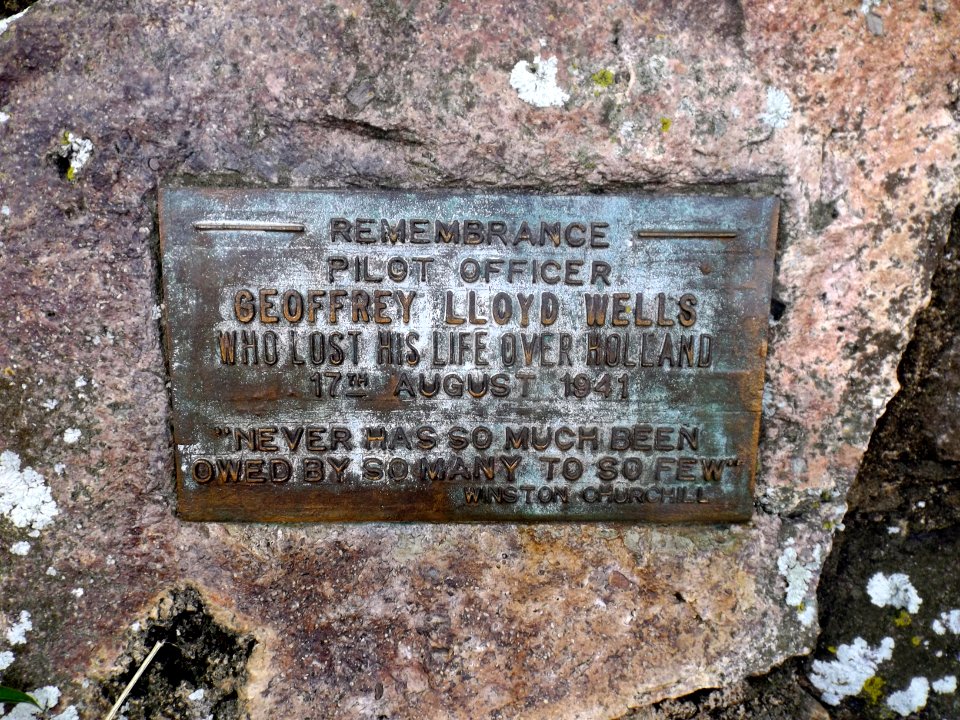 REMEMBRANCE
PILOT OFFICER
GEOFFREY LLOYD WELLS
WHO LOST HIS LIFE OVER HOLLAND
17TH AUGUST 1941
"NEVER HAS SO MUCH BEEN
OWED BY SO MANY TO SO FEW"
WINSTON CHURCHILL